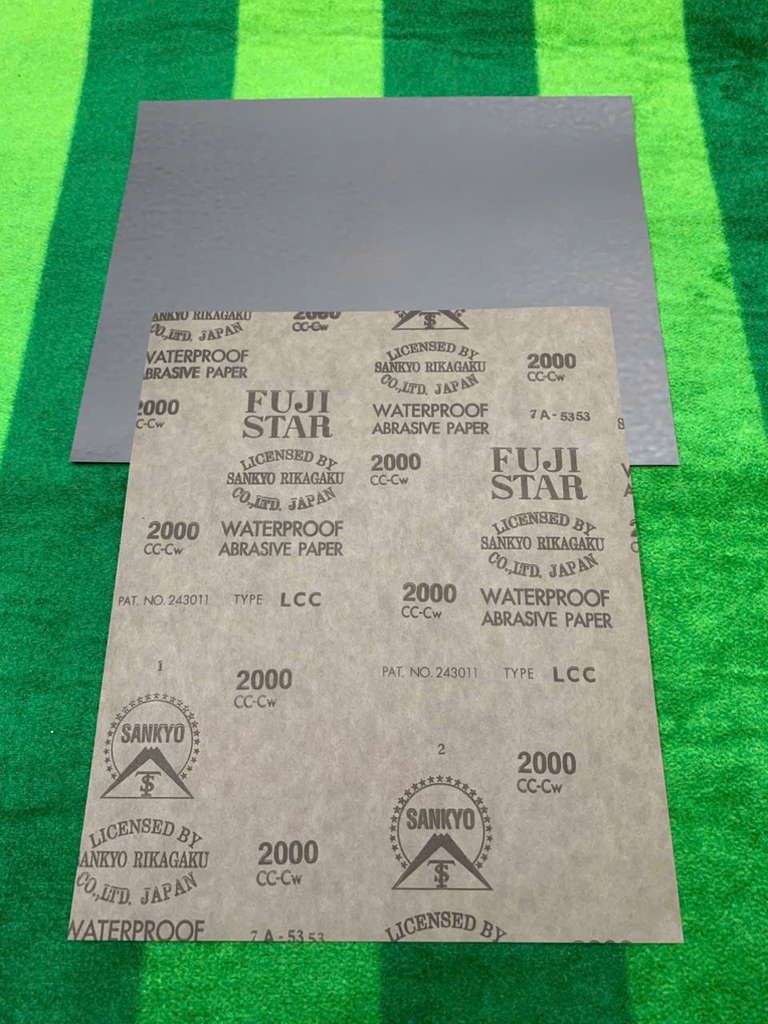 SANKYO RIKAGAKU
CO.,LTD. JAPAN
2000
CC-Cw
WATERPROOF
ABRASIVE PAPER
LICENSED BY
SANKYO RIKAGAKU
CO.,LTD. JAPAN
2000
CC-Cw
2000
C-Cw
FUJI
STAR
WATERPROOF
ABRASIVE PAPER
7 A - 5353
LICENSED BY
SANKYO RIKAGAKU
CO.,LTD. JAPAN
2000
CC-Cw
FUJI
STAR
2000
CC-Cw
WATERPROOF
ABRASIVE PAPER
LICENSED BY
SANKYO RIKAGAKU
CO.,LTD. JAPAN
PAT. NO. 243011 TYPE LCC
2000
CC-Cw
WATERPROOF
ABRASIVE PAPER
1
2000
CC-Cw
PAT. NO. 243011 TYPE LCC
SANKYO
2
2000
CC-Cw
SANKYO
LICENSED BY
ANKYO RIKAGAKU
CO.,LTD. JAPAN
2000
CC-Cw
WATERPROOF
7 A - 5353
LICENSED BY